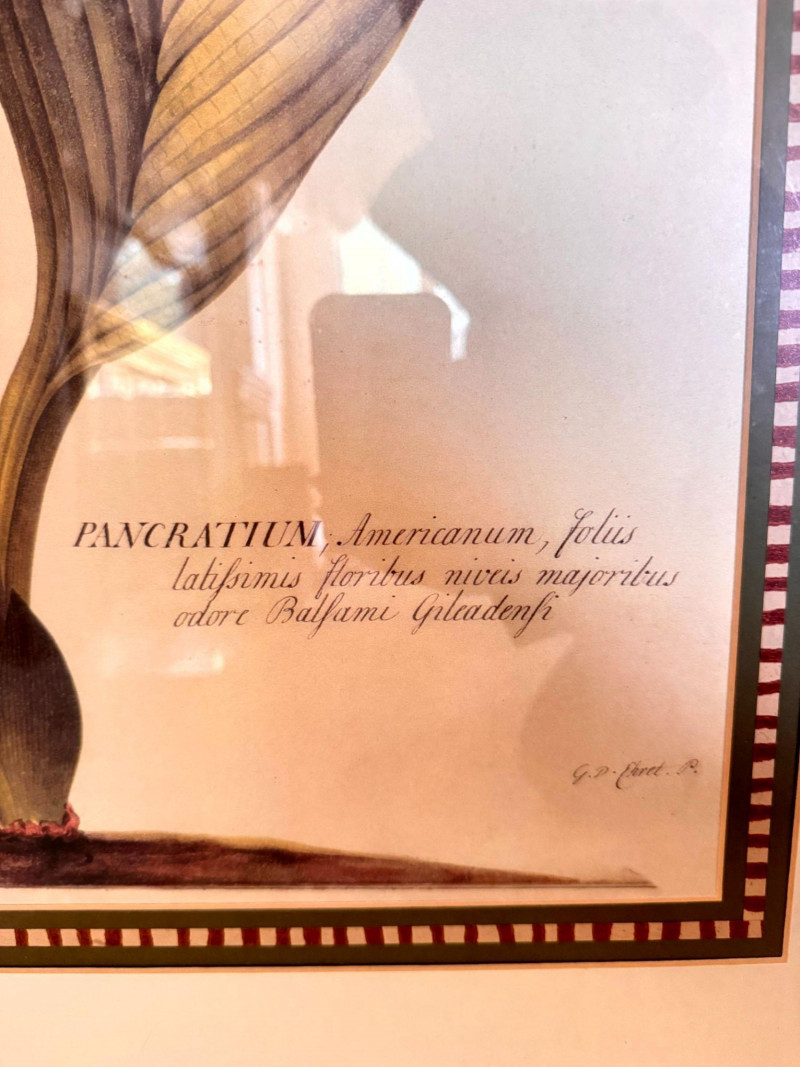 PANCRATIUM, Americanum, foliis
latiſsimis floribus niveis majoribus
odore Balſami Gileadenſi
G. D. Ehret. P.